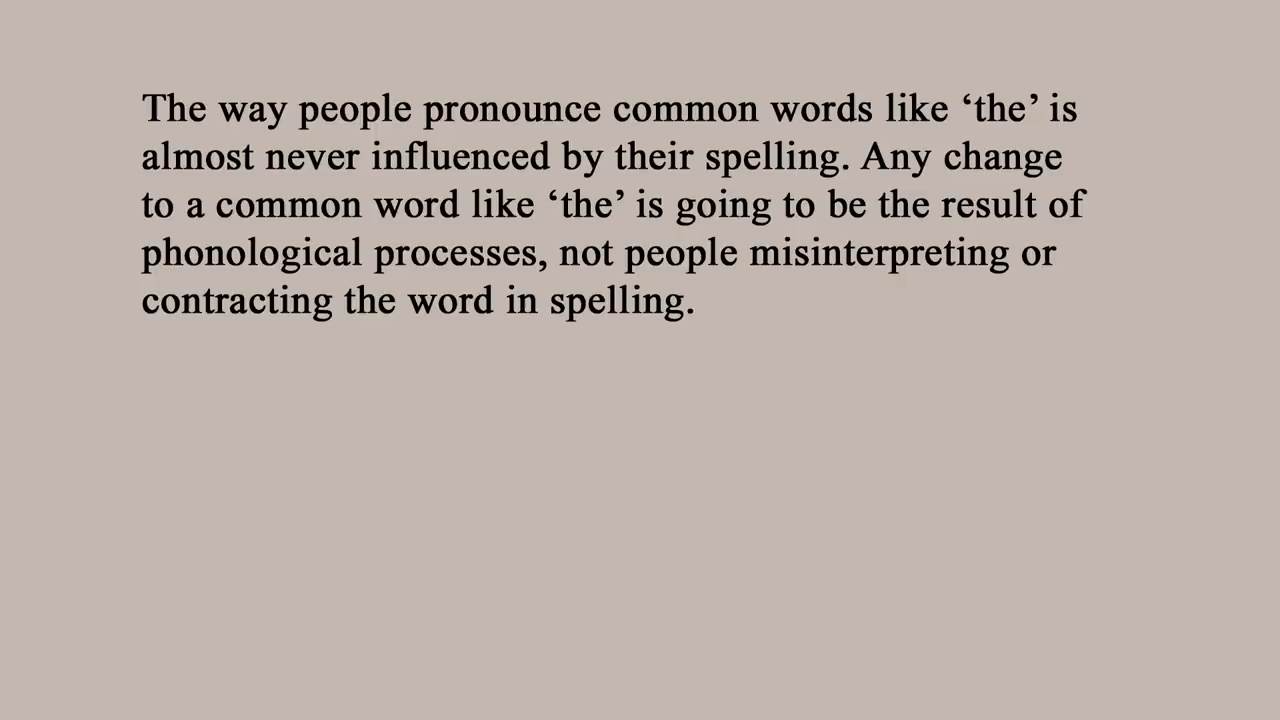 The way people pronounce common words like ‘the’ is
almost never influenced by their spelling. Any change
to a common word like ‘the’ is going to be the result of
phonological processes, not people misinterpreting or
contracting the word in spelling.